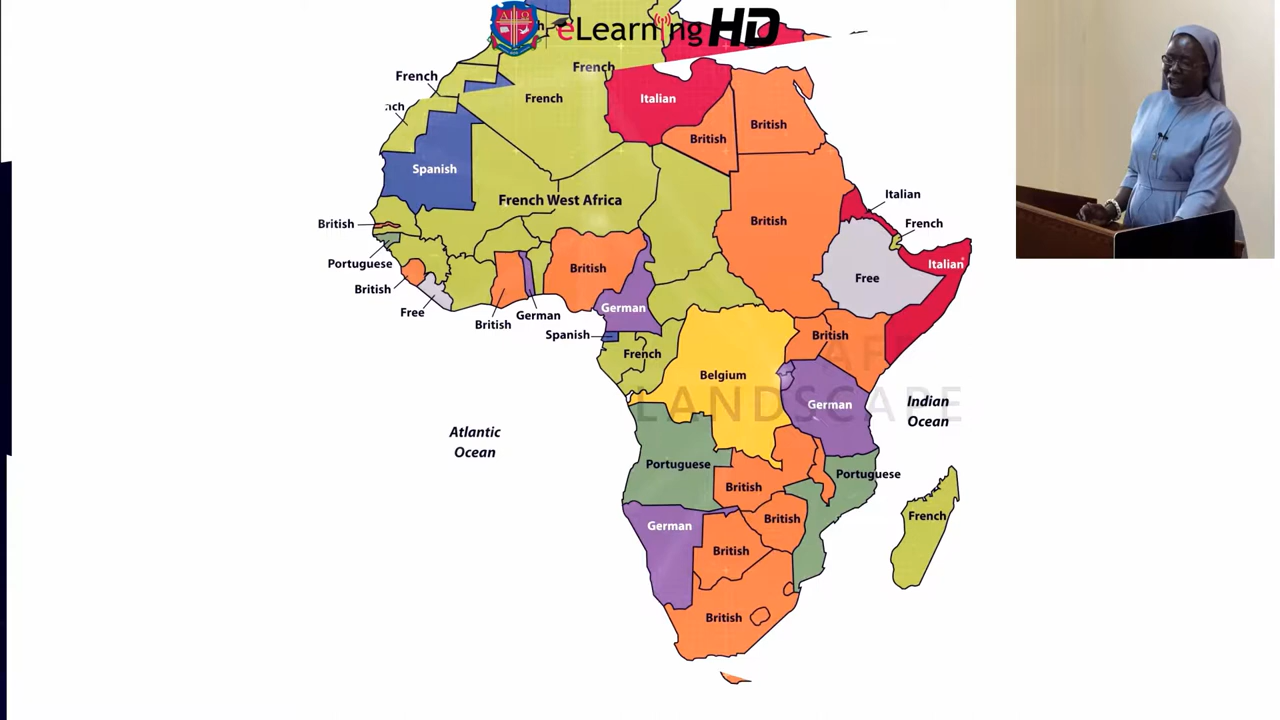 eLearning HD
French
French
French
nch
Italian
British
British
Spanish
French West Africa
Italian
British
British
French
Portuguese
British
Italian
Free
British
German
Free
German
British
Spanish
British
French
Belgium
LANDSCAPE
German
Indian
Ocean
Atlantic
Ocean
Portuguese
Portuguese
British
French
British
German
British
British